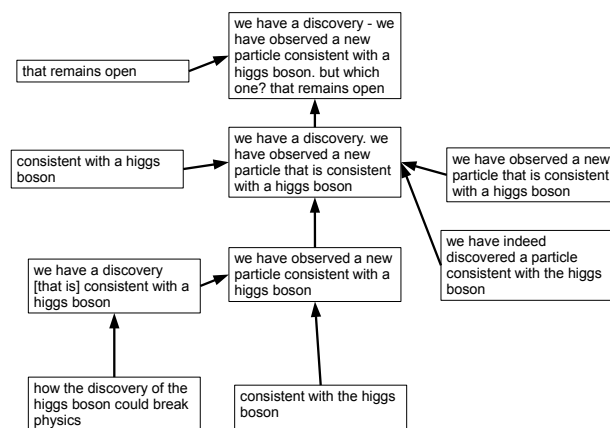 we have a discovery - we
have observed a new
particle consistent with a
higgs boson. but which
one? that remains open
that remains open
we have a discovery. we
have observed a new
particle that is consistent
with a higgs boson
consistent with a higgs
boson
we have observed a new
particle that is consistent
with a higgs boson
we have indeed
discovered a particle
consistent with the higgs
boson
we have a discovery
[that is] consistent with a
higgs boson
we have observed a new
particle consistent with a
higgs boson
how the discovery of the
higgs boson could break
physics
consistent with the higgs
boson